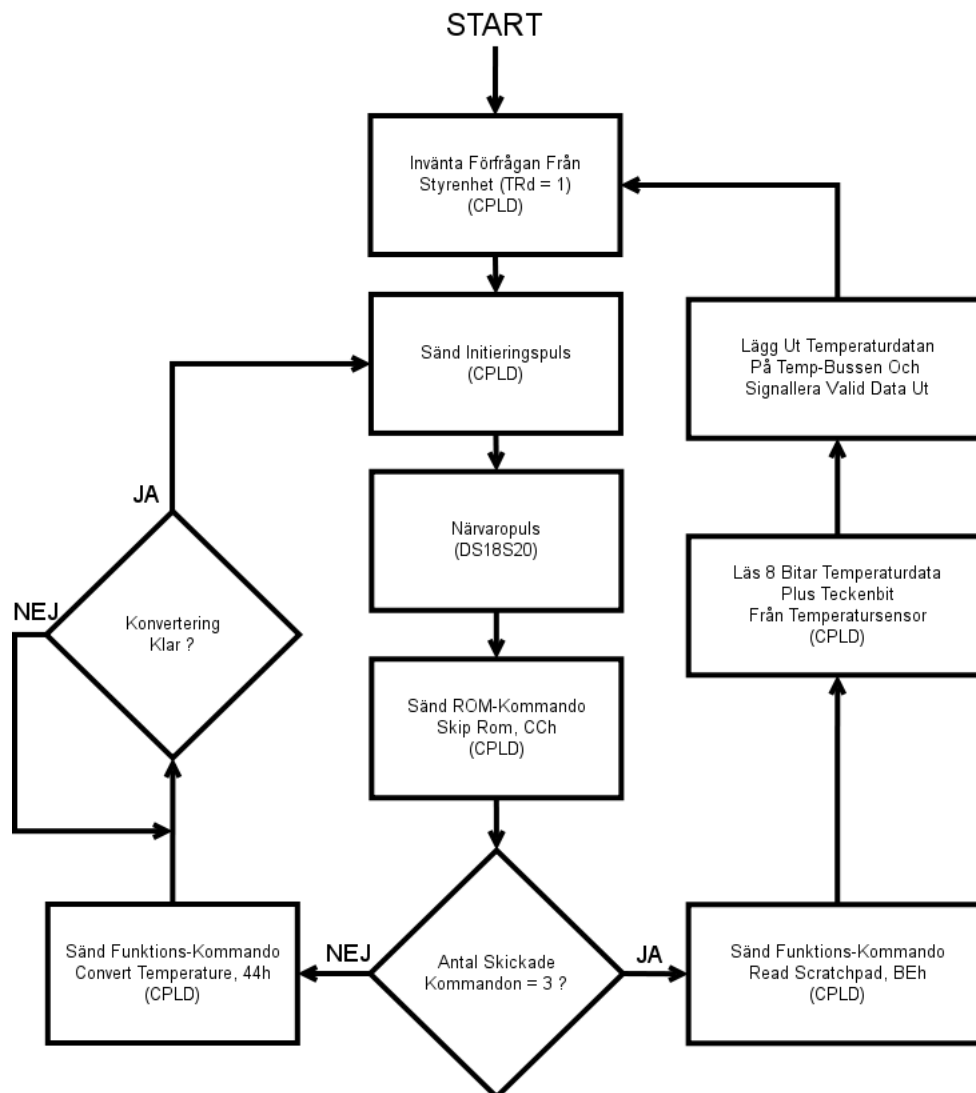 START
Invänta Förfrågan Från
Styrenhet (TRd = 1)
(CPLD)
Sänd Initieringspuls
(CPLD)
Lägg Ut Temperaturdatan
På Temp-Bussen Och
Signallera Valid Data Ut
JA
Närvaropuls
(DS18S20)
NEJ
Konvertering
Klar ?
Läs 8 Bitar Temperaturdata
Plus Teckenbit
Från Temperatursensor
(CPLD)
Sänd ROM-Kommando
Skip Rom, CCh
(CPLD)
Sänd Funktions-Kommando
Convert Temperature, 44h
(CPLD)
NEJ
Antal Skickade
Kommandon = 3 ?
JA
Sänd Funktions-Kommando
Read Scratchpad, BEh
(CPLD)